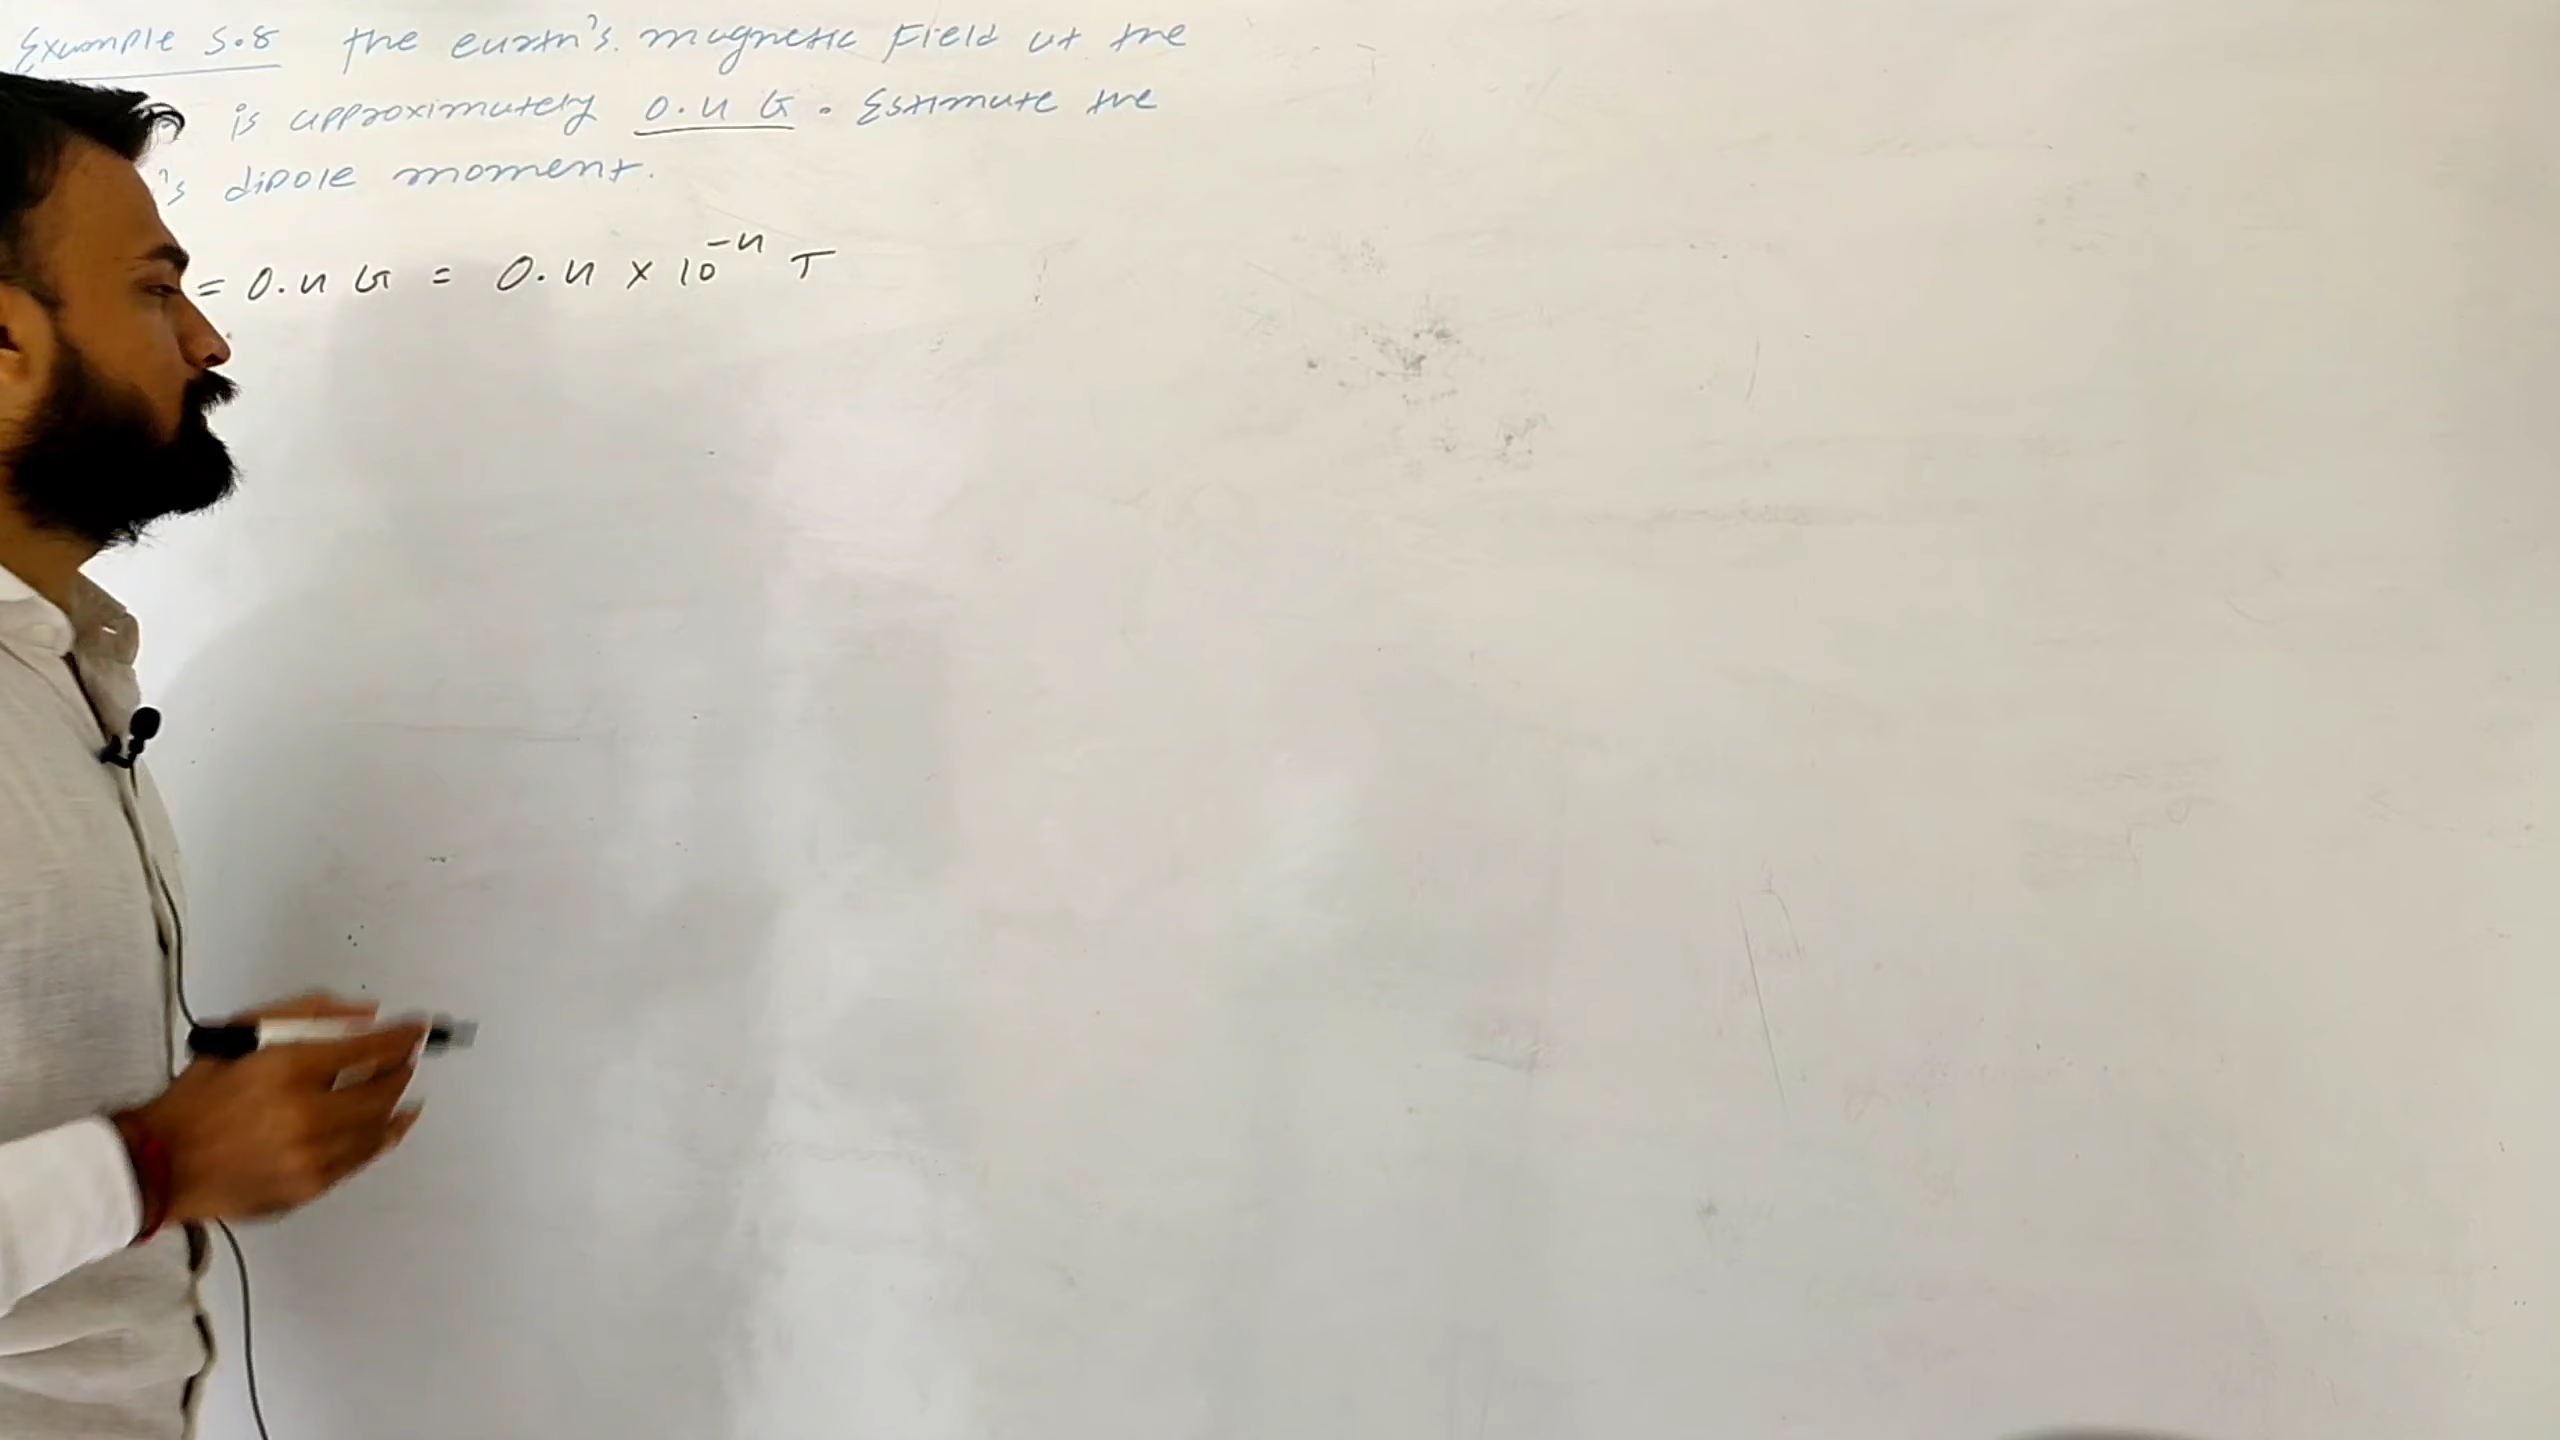 Example 5.8 the earth's magnetic Field at the
is approximately 0.4 G. Estimate the
's dipole moment.
= 0.4 G = 0.4 × 10⁻⁴ T